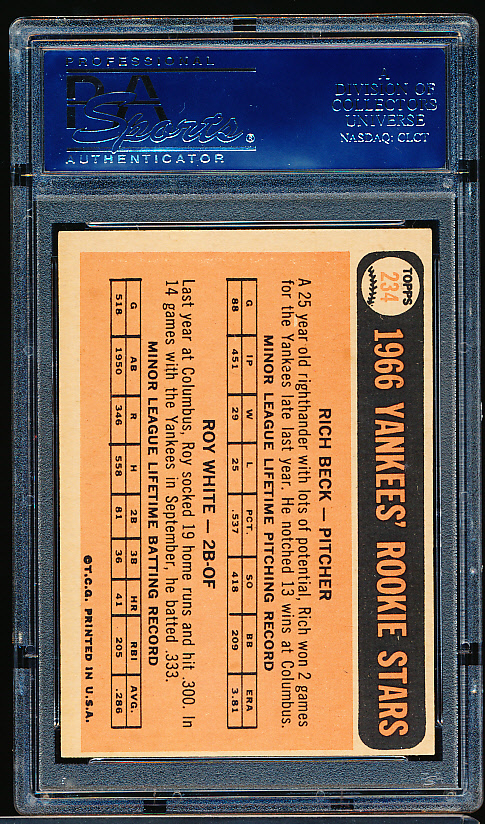 PROFESSIONAL
PSA
Sports®
AUTHENTICATOR
A
DIVISION OF
COLLECTORS
UNIVERSE
NASDAQ: CLCT
TOPPS
234
1966 YANKEES' ROOKIE STARS
RICH BECK — PITCHER
A 25 year old righthander with lots of potential, Rich won 2 games
for the Yankees late last year. He notched 13 wins at Columbus.
MINOR LEAGUE LIFETIME PITCHING RECORD
G IP W L PCT. SO BB ERA
88 451 29 25 .537 418 209 3.81
ROY WHITE — 2B-OF
Last year at Columbus, Roy socked 19 home runs and hit .300. In
14 games with the Yankees in September, he batted .333.
MINOR LEAGUE LIFETIME BATTING RECORD
G AB R H 2B 3B HR RBI AVG.
518 1950 346 558 81 36 41 205 .286
©T.C.G. PRINTED IN U.S.A.